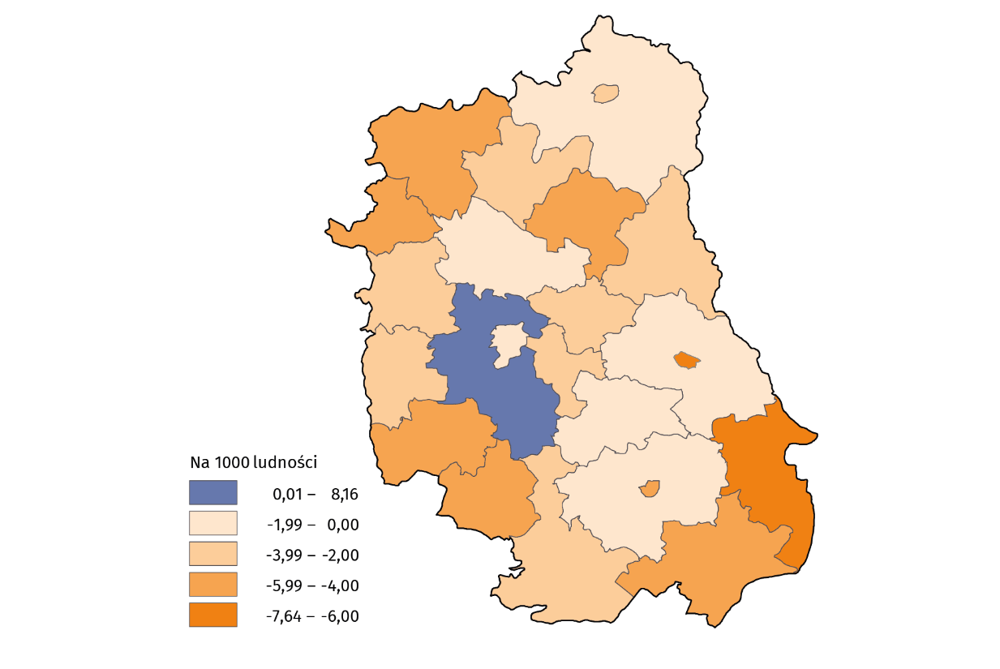 Na 1000 ludności
0,01 – 8,16
-1,99 – 0,00
-3,99 – -2,00
-5,99 – -4,00
-7,64 – -6,00